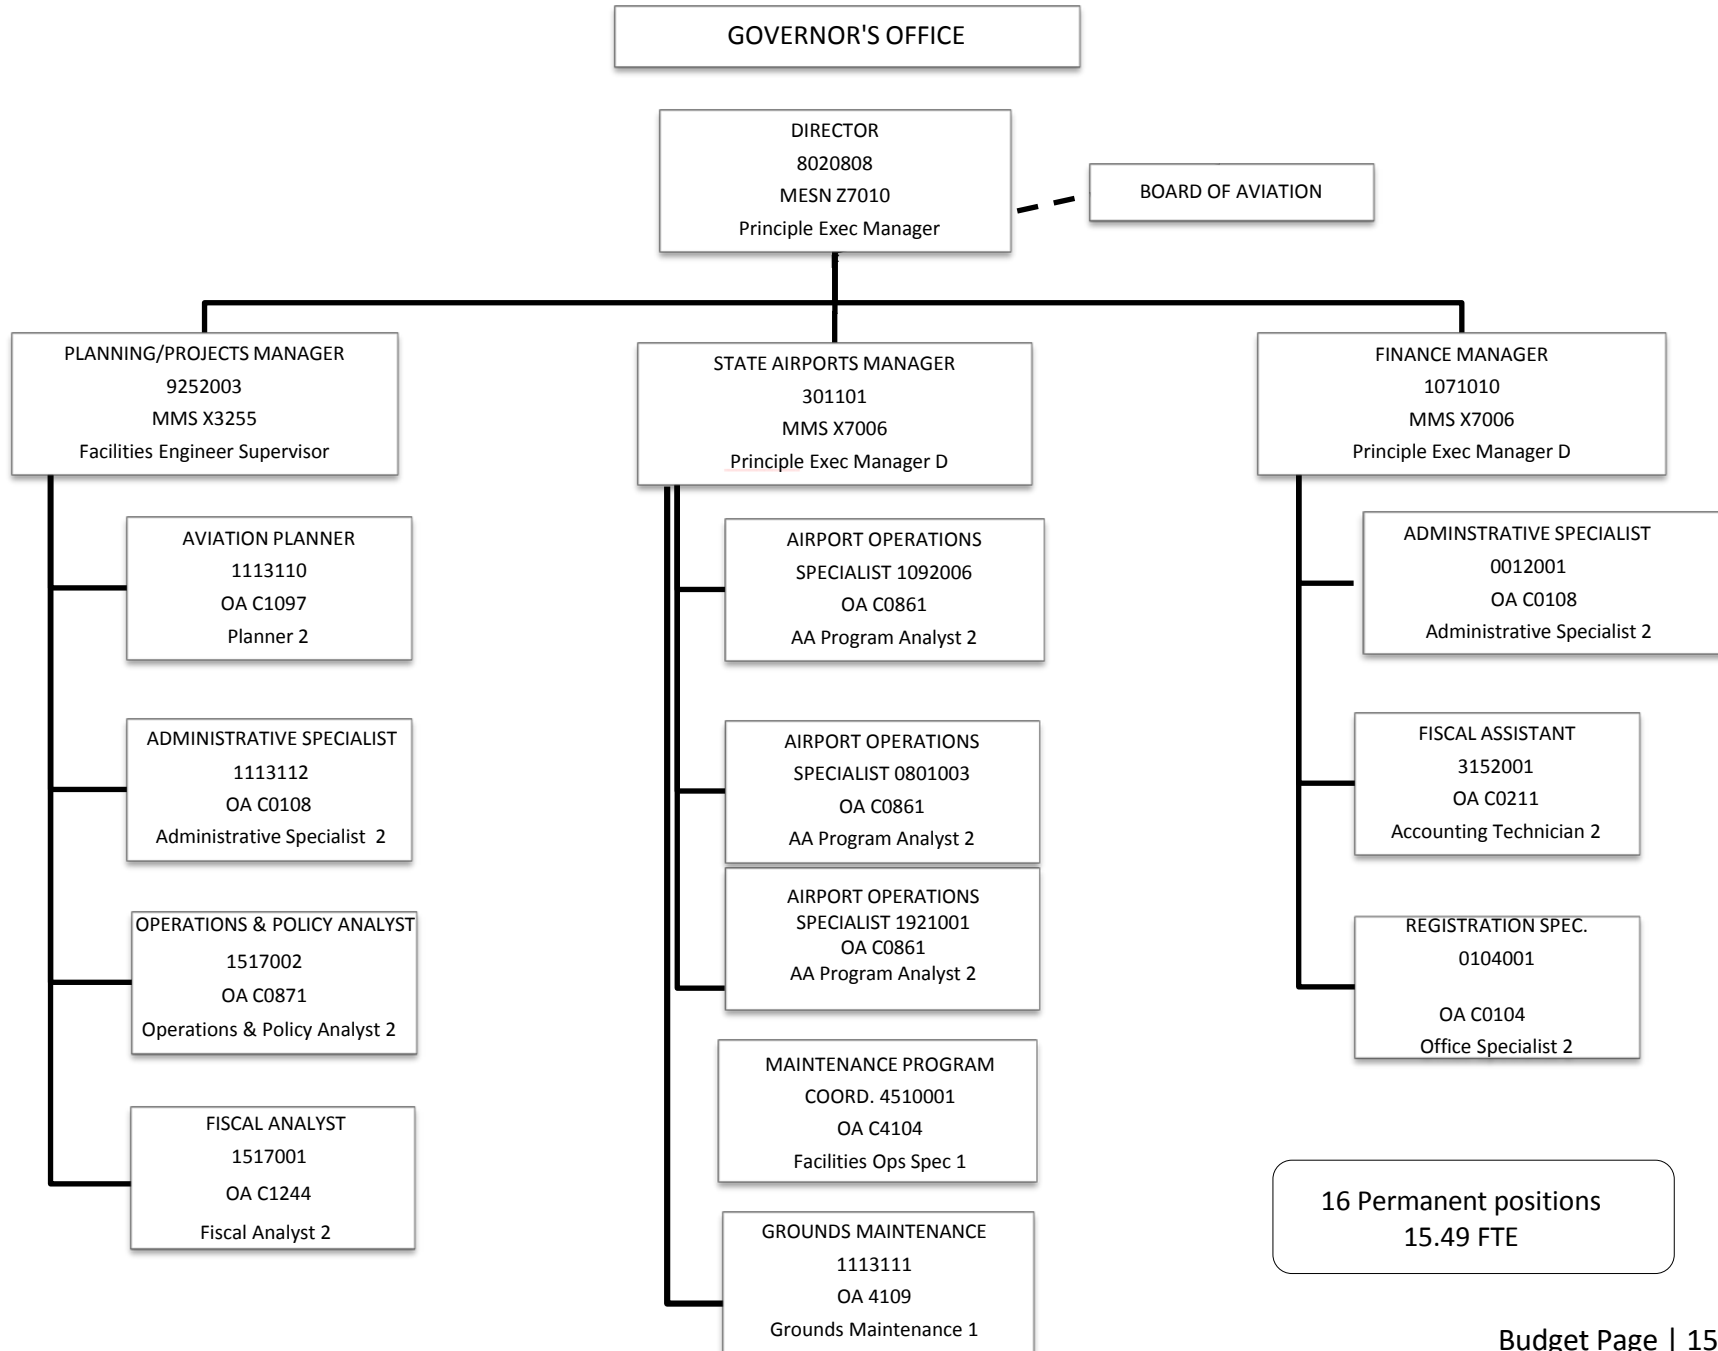 GOVERNOR'S OFFICE
DIRECTOR
8020808
MESN Z7010
Principle Exec Manager
BOARD OF AVIATION
PLANNING/PROJECTS MANAGER
9252003
MMS X3255
Facilities Engineer Supervisor
STATE AIRPORTS MANAGER
301101
MMS X7006
Principle Exec Manager D
FINANCE MANAGER
1071010
MMS X7006
Principle Exec Manager D
AVIATION PLANNER
1113110
OA C1097
Planner 2
ADMINISTRATIVE SPECIALIST
1113112
OA C0108
Administrative Specialist 2
OPERATIONS & POLICY ANALYST
1517002
OA C0871
Operations & Policy Analyst 2
FISCAL ANALYST
1517001
OA C1244
Fiscal Analyst 2
AIRPORT OPERATIONS
SPECIALIST 1092006
OA C0861
AA Program Analyst 2
AIRPORT OPERATIONS
SPECIALIST 0801003
OA C0861
AA Program Analyst 2
AIRPORT OPERATIONS
SPECIALIST 1921001
OA C0861
AA Program Analyst 2
MAINTENANCE PROGRAM
COORD. 4510001
OA C4104
Facilities Ops Spec 1
GROUNDS MAINTENANCE
1113111
OA 4109
Grounds Maintenance 1
ADMINSTRATIVE SPECIALIST
0012001
OA C0108
Administrative Specialist 2
FISCAL ASSISTANT
3152001
OA C0211
Accounting Technician 2
REGISTRATION SPEC.
0104001
OA C0104
Office Specialist 2
16 Permanent positions
15.49 FTE
Budget Page | 15